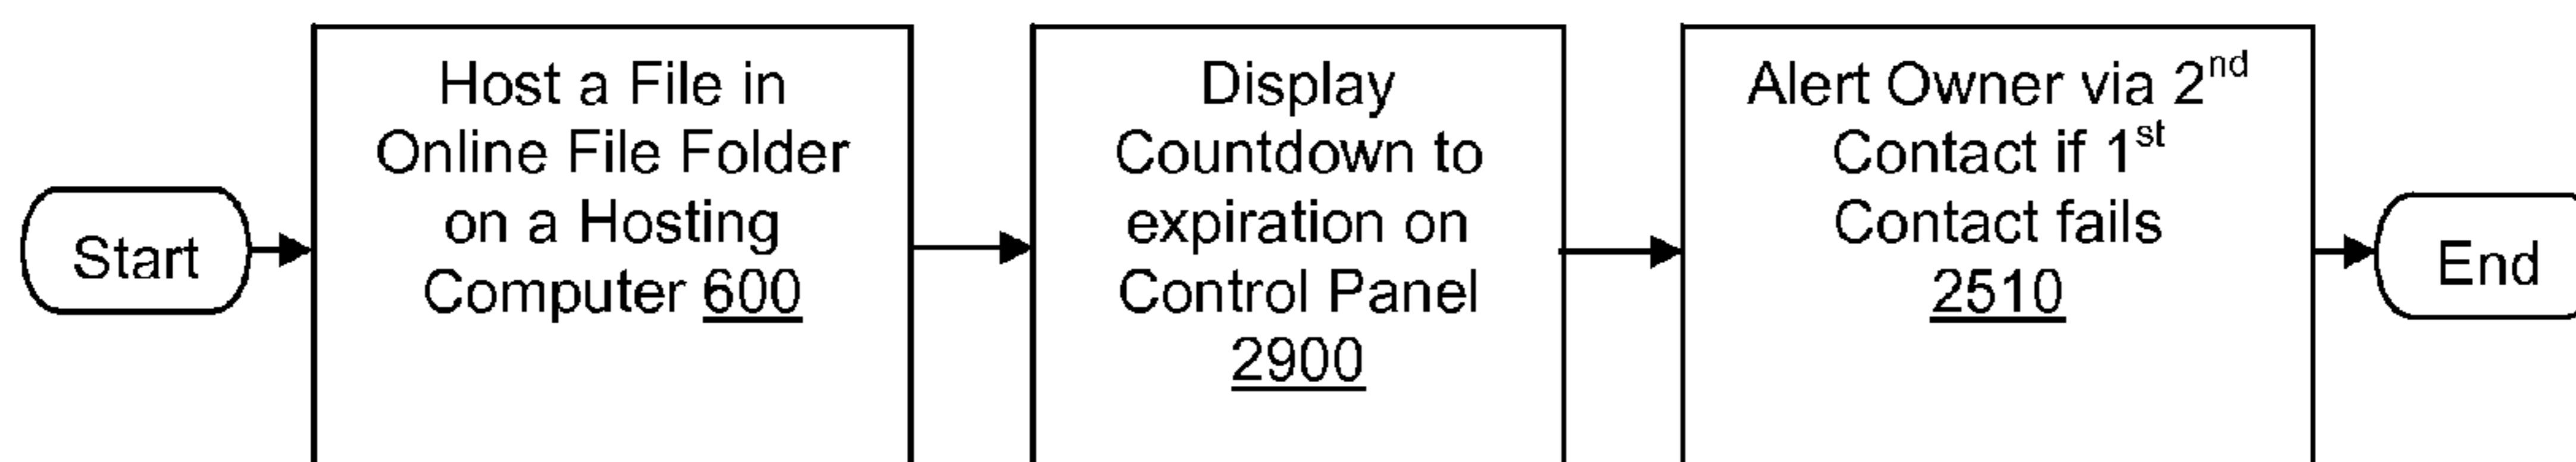 Start
Host a File in
Online File Folder
on a Hosting
Computer 600
Display
Countdown to
expiration on
Control Panel
2900
Alert Owner via 2nd
Contact if 1st
Contact fails
2510
End